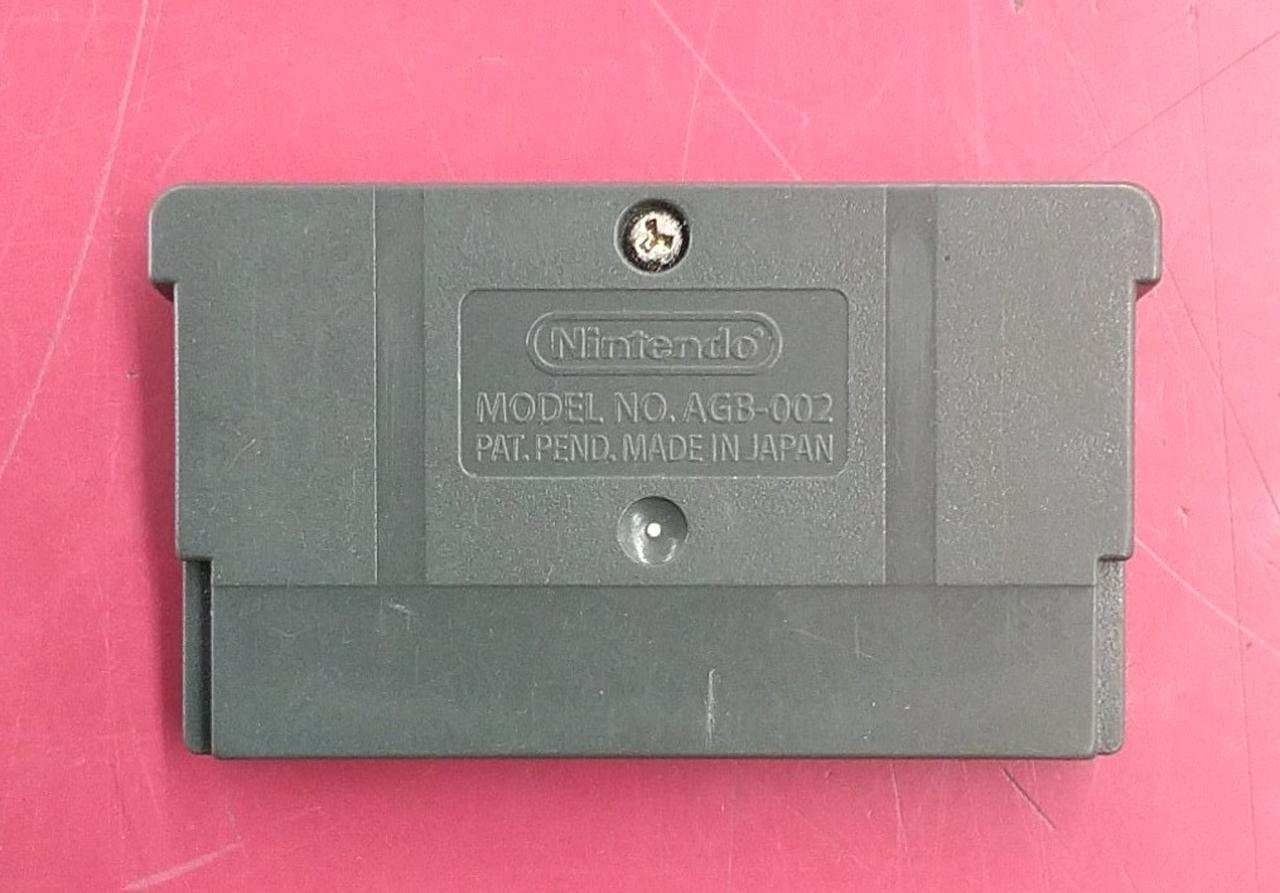 Nintendo®
MODEL NO. AGB-002
PAT. PEND. MADE IN JAPAN